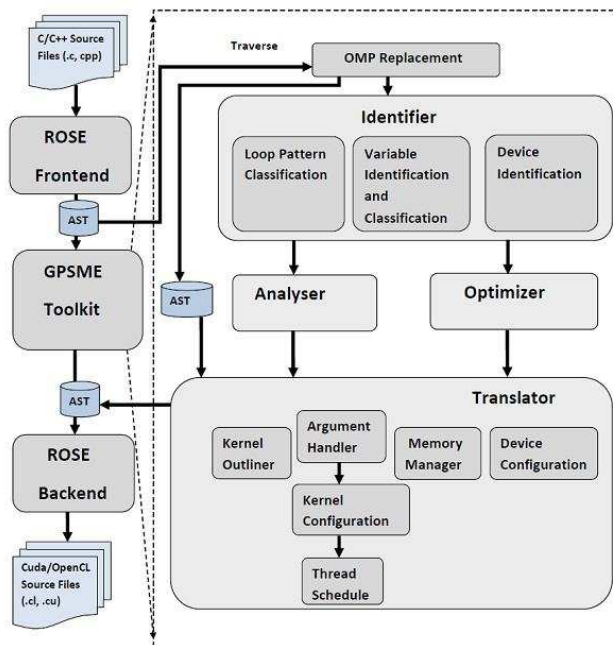 C/C++ Source
Files (.c, cpp)
ROSE
Frontend
AST
GPSME
Toolkit
AST
ROSE
Backend
Cuda/OpenCL
Source Files
(.cl, .cu)
Traverse
OMP Replacement
Identifier
Loop Pattern
Classification
Variable
Identification
and
Classification
Device
Identification
AST
Analyser
Optimizer
Translator
Kernel
Outliner
Argument
Handler
Memory
Manager
Device
Configuration
Kernel
Configuration
Thread
Schedule